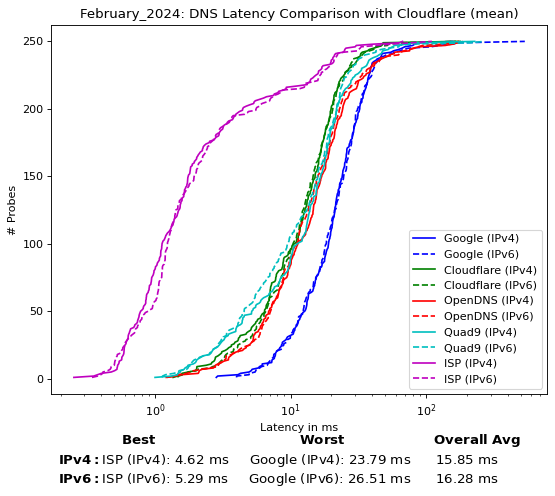 February_2024: DNS Latency Comparison with Cloudflare (mean)
# Probes
250
200
150
100
50
0
Google (IPv4)
Google (IPv6)
Cloudflare (IPv4)
Cloudflare (IPv6)
OpenDNS (IPv4)
OpenDNS (IPv6)
Quad9 (IPv4)
Quad9 (IPv6)
ISP (IPv4)
ISP (IPv6)
10⁰ 10¹ 10²
Latency in ms
Best Worst Overall Avg
IPv4: ISP (IPv4): 4.62 ms Google (IPv4): 23.79 ms 15.85 ms
IPv6: ISP (IPv6): 5.29 ms Google (IPv6): 26.51 ms 16.28 ms